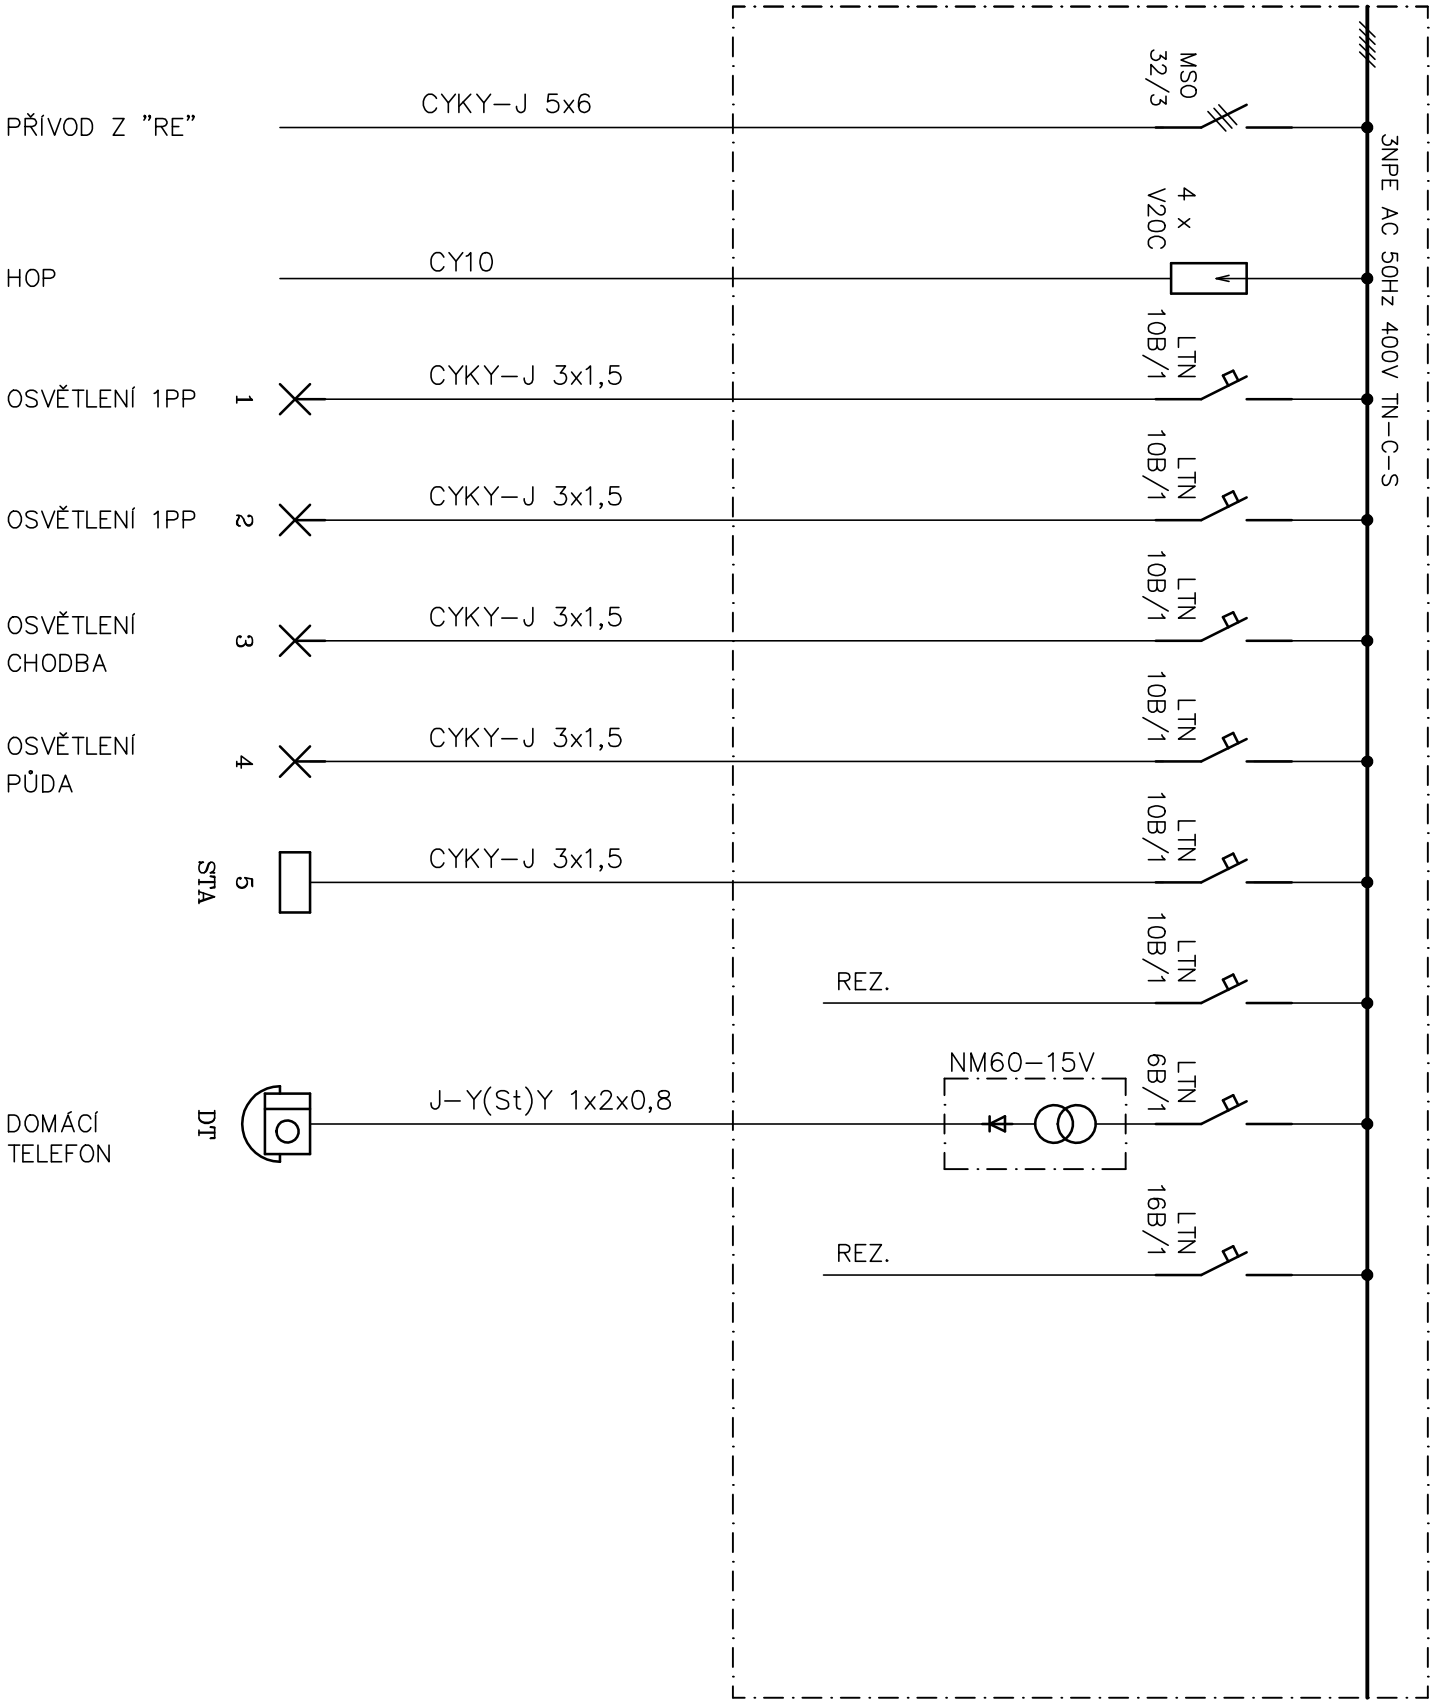 3NPE AC 50Hz 400V TN-C-S
PŘÍVOD Z "RE"
CYKY-J 5x6
MSO
32/3
HOP
CY10
4 x
V20C
OSVĚTLENÍ 1PP
1
CYKY-J 3x1,5
LTN
10B/1
OSVĚTLENÍ 1PP
2
CYKY-J 3x1,5
LTN
10B/1
OSVĚTLENÍ
CHODBA
3
CYKY-J 3x1,5
LTN
10B/1
OSVĚTLENÍ
PŮDA
4
CYKY-J 3x1,5
LTN
10B/1
STA
5
CYKY-J 3x1,5
LTN
10B/1
REZ.
LTN
10B/1
DOMÁCÍ
TELEFON
DT
J-Y(St)Y 1x2x0,8
NM60-15V
LTN
6B/1
REZ.
LTN
16B/1